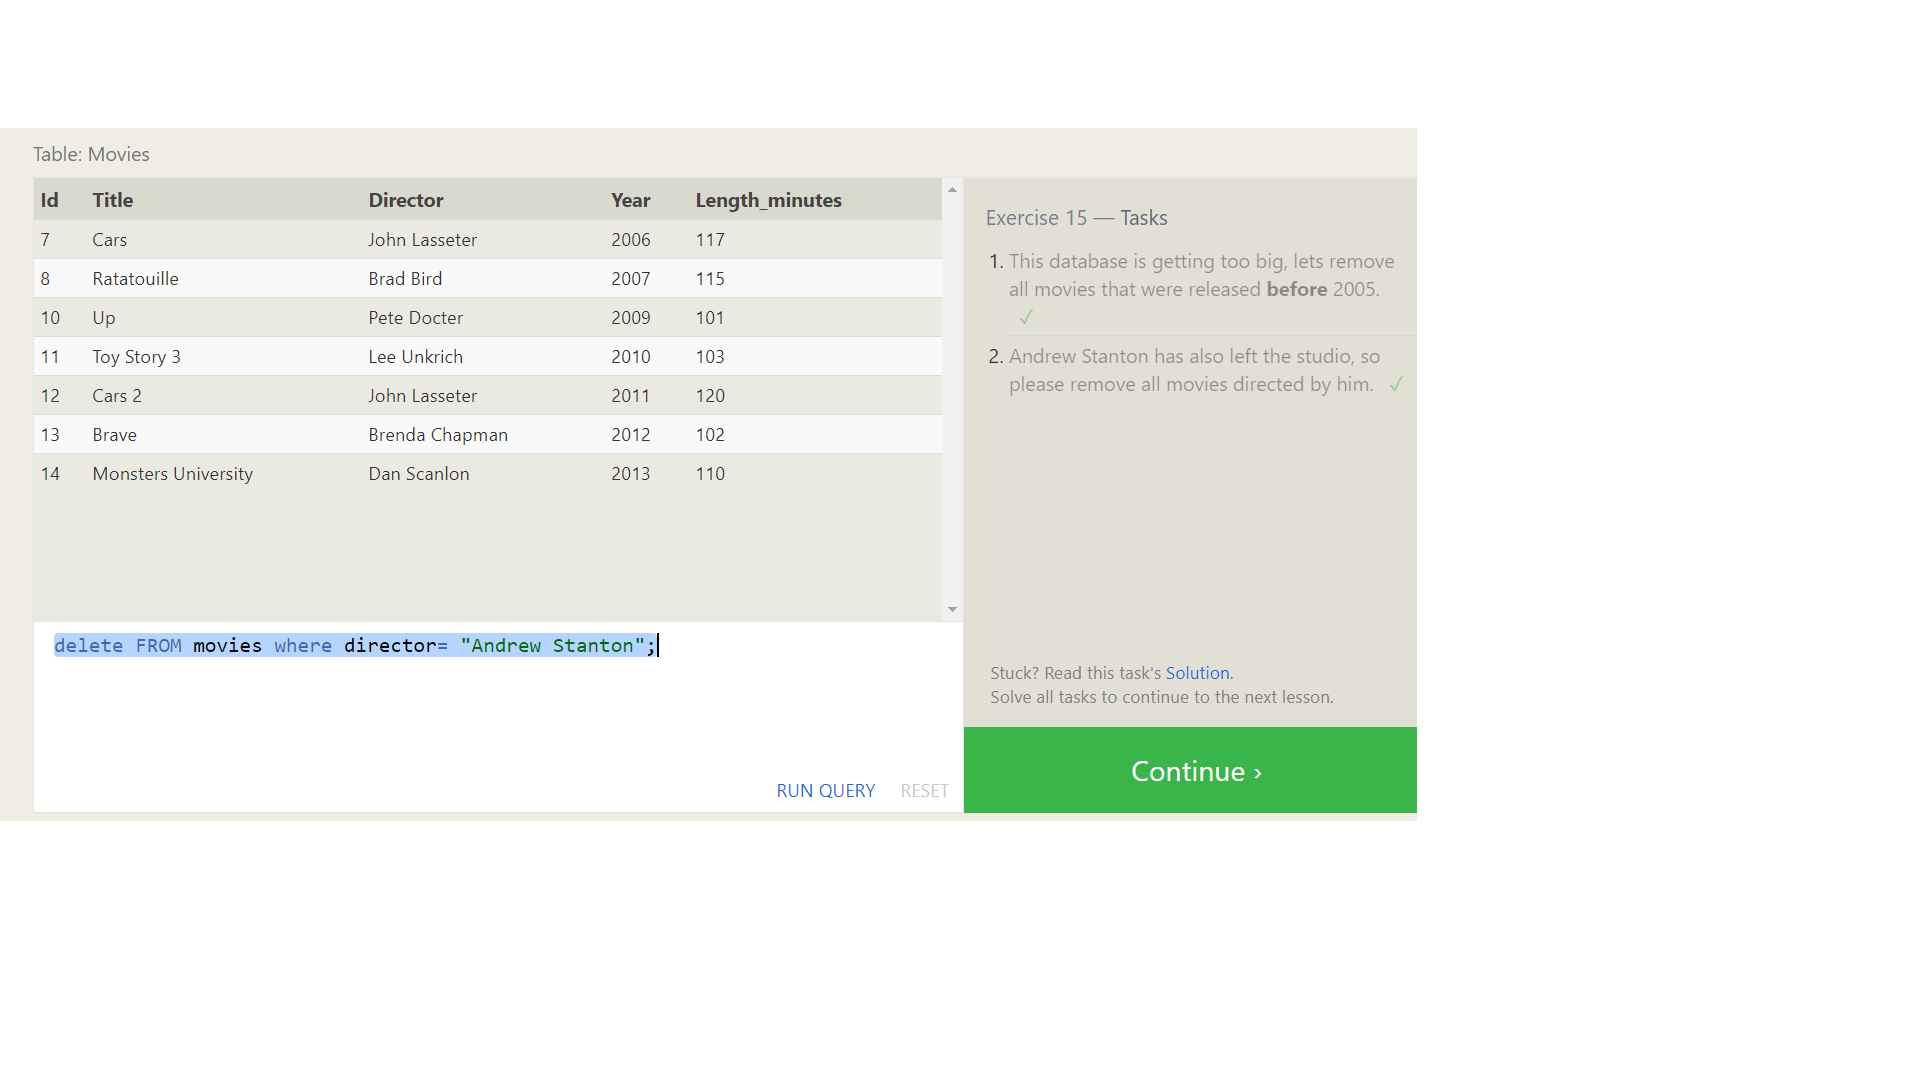 Table: Movies
Id Title Director Year Length_minutes
7 Cars John Lasseter 2006 117
8 Ratatouille Brad Bird 2007 115
10 Up Pete Docter 2009 101
11 Toy Story 3 Lee Unkrich 2010 103
12 Cars 2 John Lasseter 2011 120
13 Brave Brenda Chapman 2012 102
14 Monsters University Dan Scanlon 2013 110
delete FROM movies where director= "Andrew Stanton";
RUN QUERY RESET
Exercise 15 — Tasks
1. This database is getting too big, lets remove
all movies that were released before 2005.
✓
2. Andrew Stanton has also left the studio, so
please remove all movies directed by him. ✓
Stuck? Read this task's Solution.
Solve all tasks to continue to the next lesson.
Continue ›